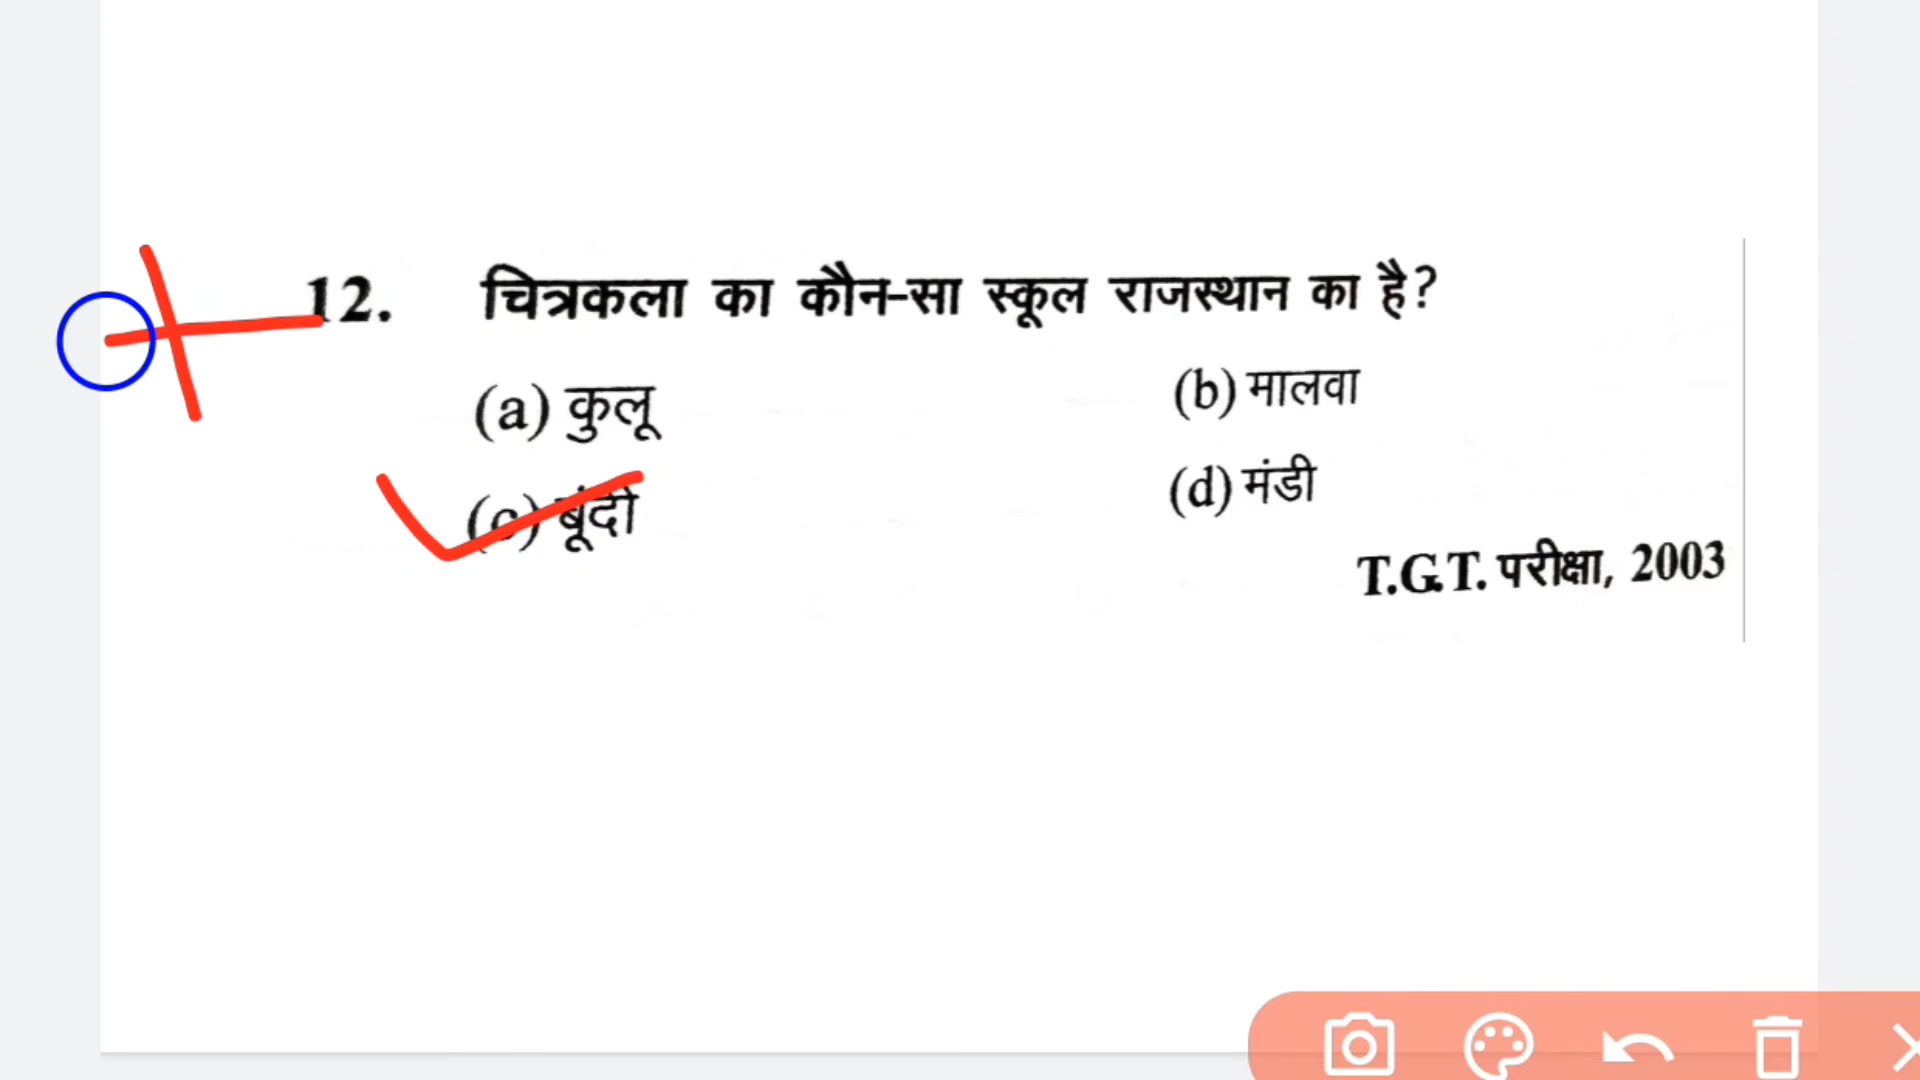 12. चित्रकला का कौन-सा स्कूल राजस्थान का है?
(a) कुलू (b) मालवा
(c) बूंदी (d) मंडी
T.G.T. परीक्षा, 2003